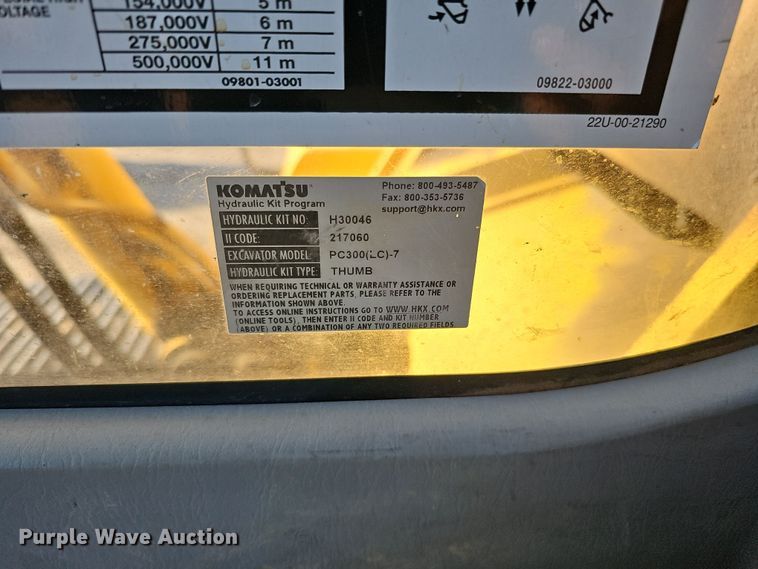 154,000V 5 m
VOLTAGE 187,000V 6 m
275,000V 7 m
500,000V 11 m
09801-03001
09822-03000
22U-00-21290
KOMATSU
Hydraulic Kit Program
Phone: 800-493-5487
Fax: 800-353-5736
support@hkx.com
HYDRAULIC KIT NO: H30046
II CODE: 217060
EXCAVATOR MODEL: PC300(LC)-7
HYDRAULIC KIT TYPE: THUMB
WHEN REQUIRING TECHNICAL OR WARRANTY ASSISTANCE OR
ORDERING REPLACEMENT PARTS, PLEASE REFER TO THE
INFORMATION SHOWN ABOVE.
TO ACCESS ONLINE INSTRUCTIONS GO TO WWW.HKX.COM
(ONLINE TOOLS), THEN ENTER II CODE AND KIT NUMBER
(ABOVE) OR A COMBINATION OF ANY TWO REQUIRED FIELDS
Purple Wave Auction